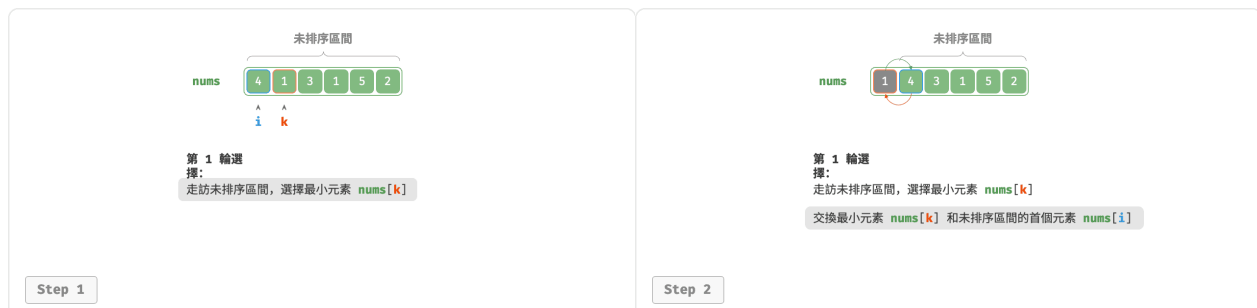 未排序區間
nums 4 1 3 1 5 2
i k
第 1 輪選
擇：
走訪未排序區間，選擇最小元素 nums[k]
Step 1
未排序區間
nums 1 4 3 1 5 2
第 1 輪選
擇：
走訪未排序區間，選擇最小元素 nums[k]
交換最小元素 nums[k] 和未排序區間的首個元素 nums[i]
Step 2